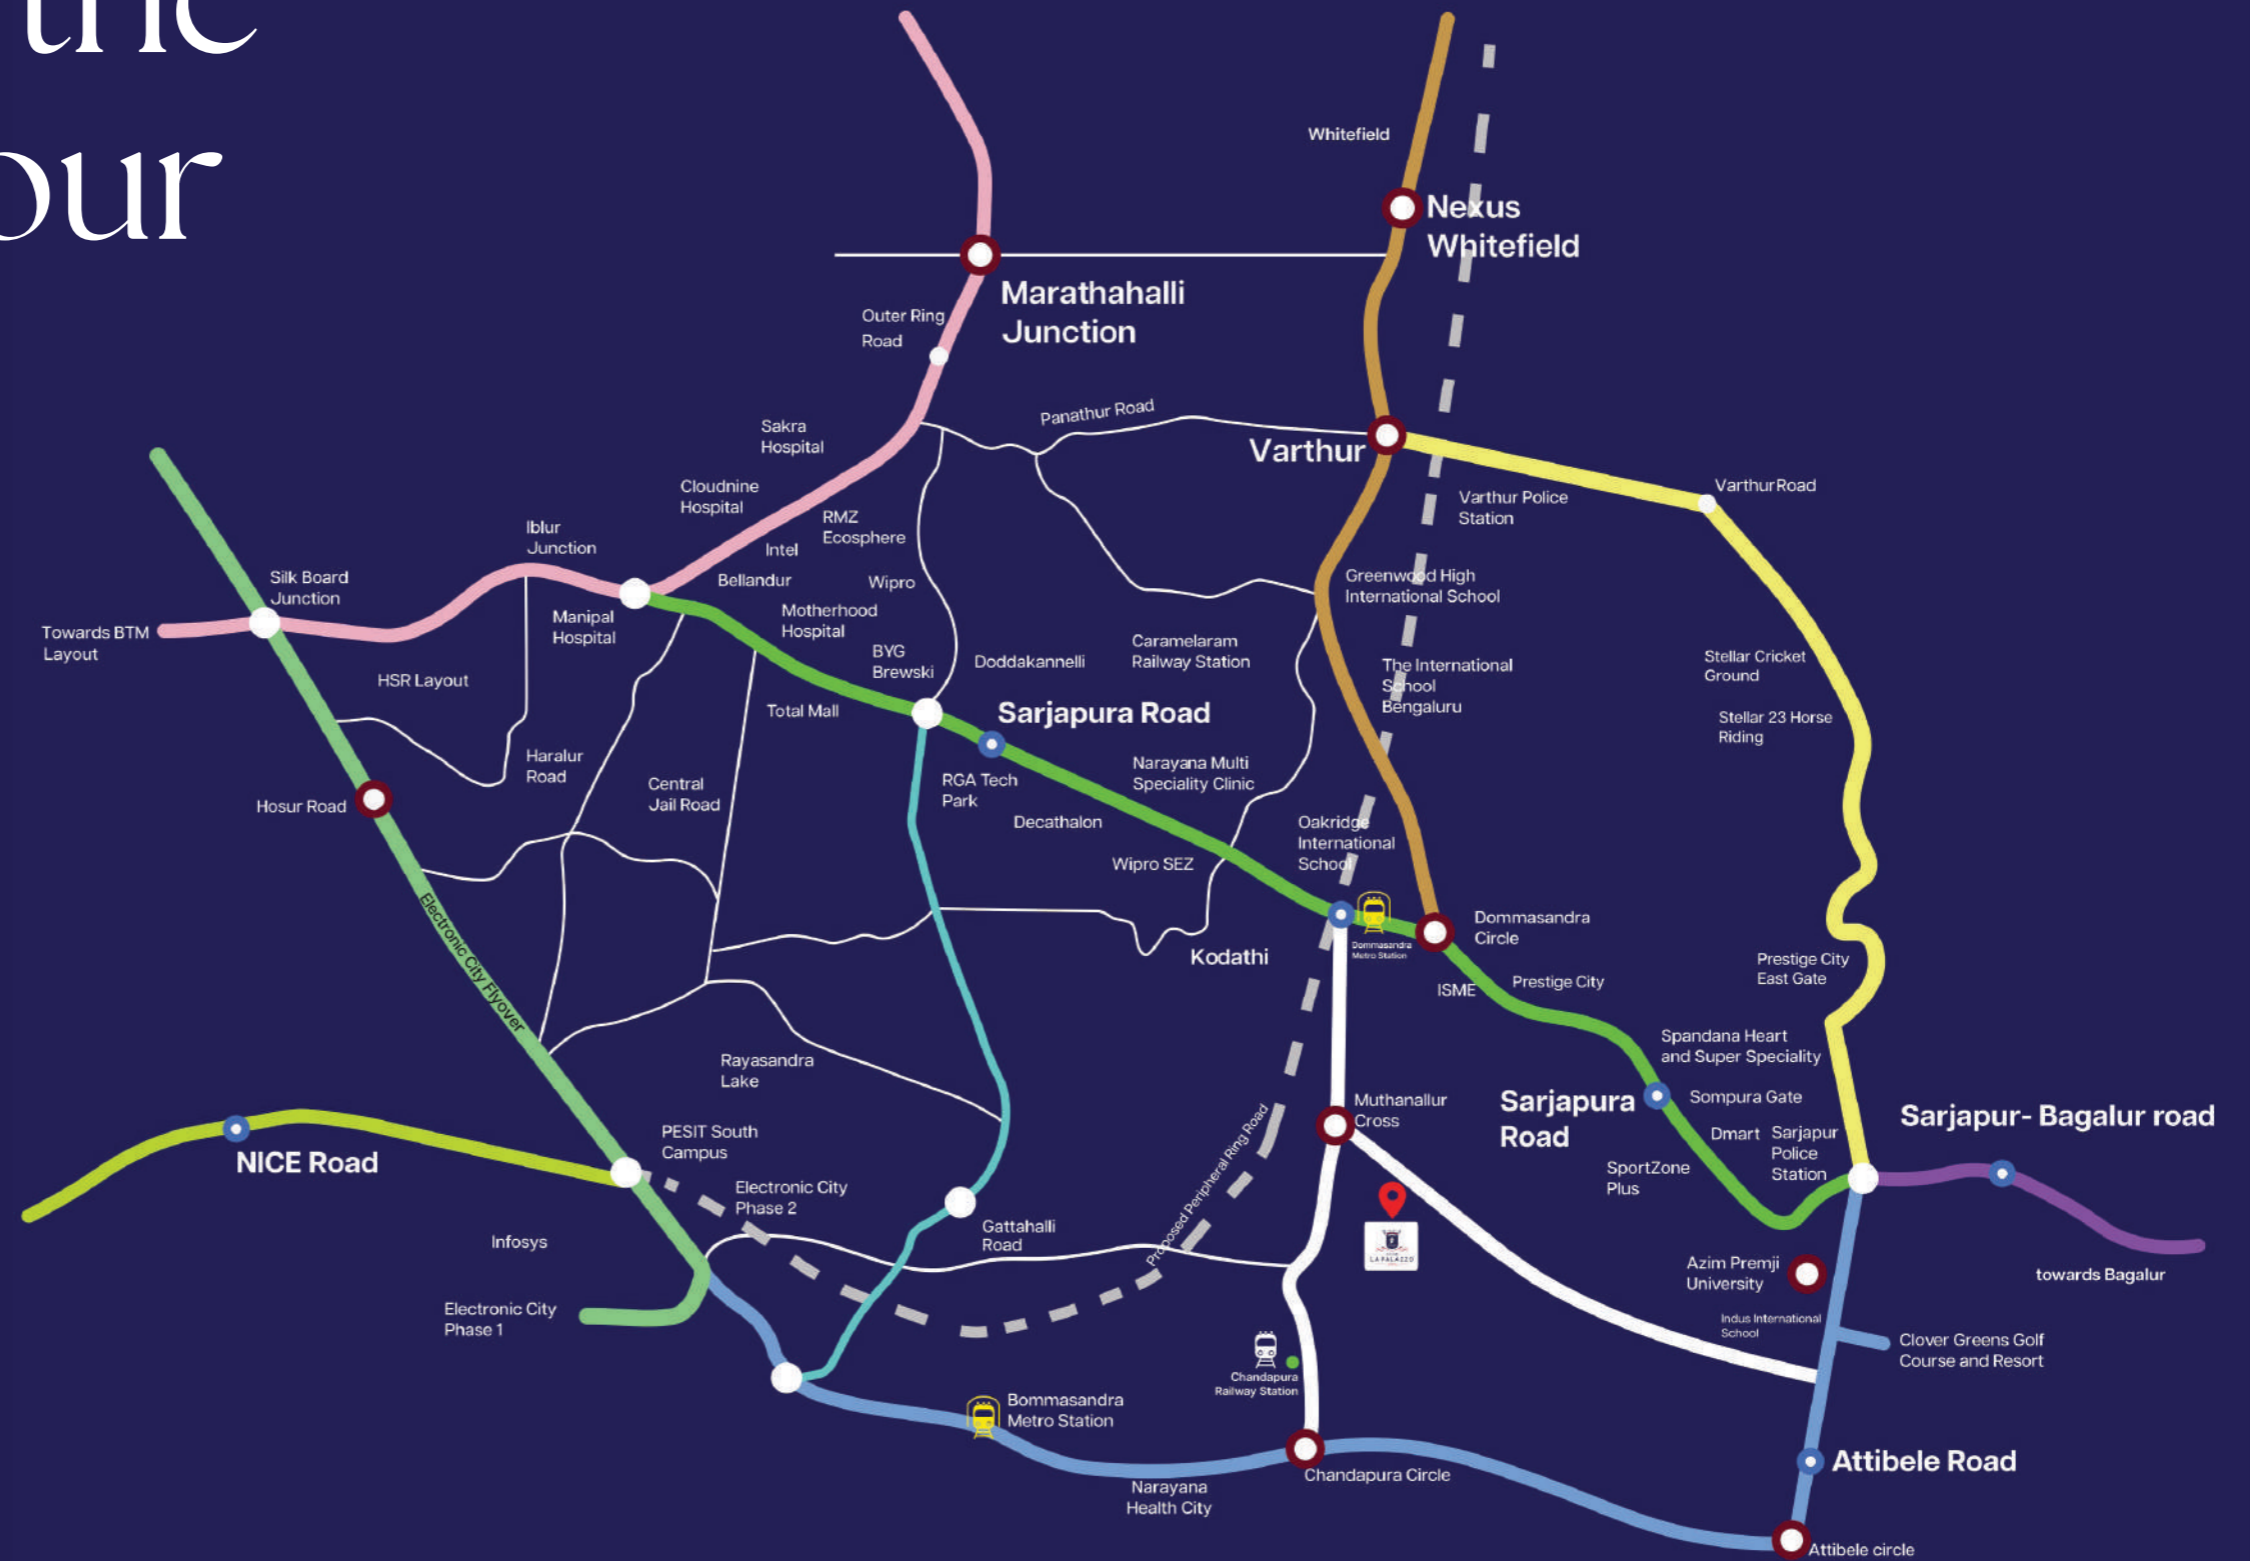 the
our
Whitefield
Nexus
Whitefield
Marathahalli
Junction
Outer Ring
Road
Panathur Road
Sakra
Hospital
Varthur
Varthur Road
Varthur Police
Station
Cloudnine
Hospital
RMZ
Ecosphere
Iblur
Junction
Intel
Bellandur
Wipro
Silk Board
Junction
Greenwood High
International School
Manipal
Hospital
Motherhood
Hospital
Towards BTM
Layout
BYG
Brewski
Doddakannelli
Caramelaram
Railway Station
HSR Layout
The International
School
Bengaluru
Stellar Cricket
Ground
Total Mall
Sarjapura Road
Stellar 23 Horse
Riding
Haralur
Road
Central
Jail Road
RGA Tech
Park
Narayana Multi
Speciality Clinic
Hosur Road
Decathalon
Oakridge
International
School
Wipro SEZ
Electronic City Flyover
Dommasandra
Circle
Dommasandra
Metro Station
Kodathi
Prestige City
East Gate
ISME
Prestige City
Spandana Heart
and Super Speciality
Rayasandra
Lake
Sarjapura
Road
Sompura Gate
Muthanallur
Cross
Sarjapur- Bagalur road
PESIT South
Campus
Dmart
Sarjapur
Police
Station
NICE Road
SportZone
Plus
Proposed Peripheral Ring Road
Electronic City
Phase 2
Gattahalli
Road
Infosys
LA PALAZZO
Azim Premji
University
towards Bagalur
Electronic City
Phase 1
Indus International
School
Clover Greens Golf
Course and Resort
Chandapura
Railway Station
Bommasandra
Metro Station
Attibele Road
Chandapura Circle
Narayana
Health City
Attibele circle